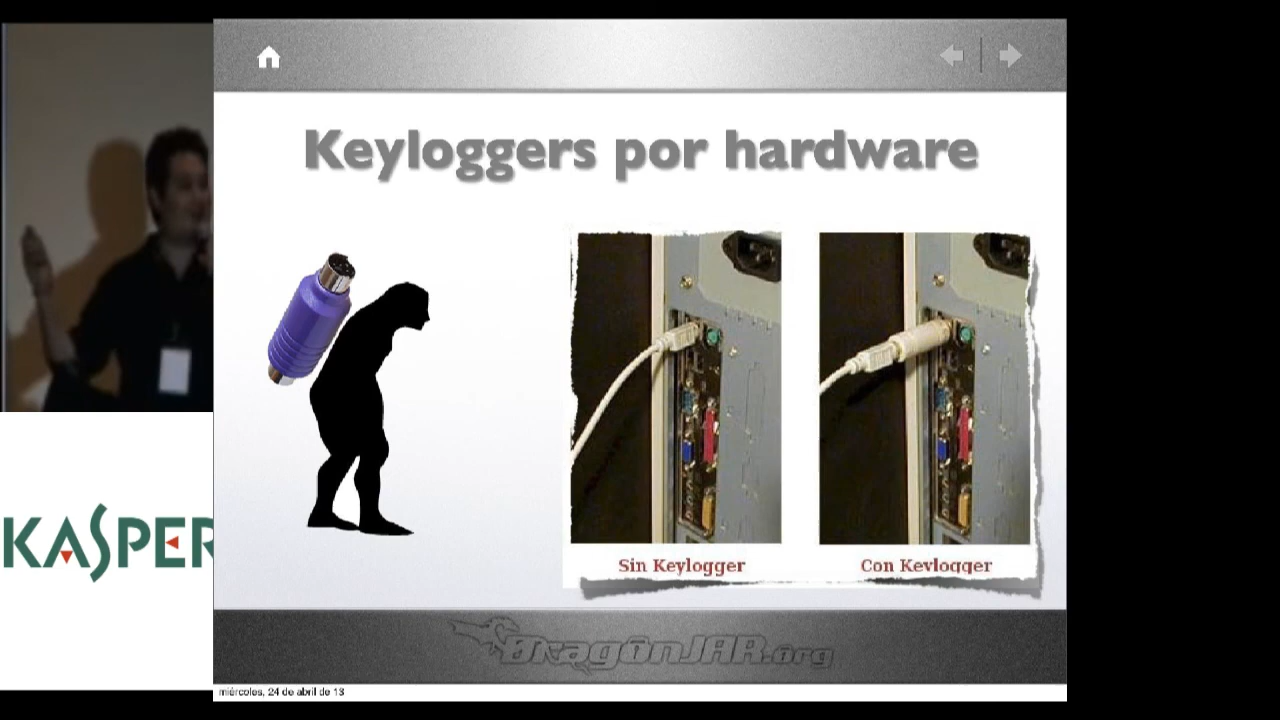 Keyloggers por hardware
Sin Keylogger
Con Keylogger
KASPER
DragonJAR.org
miércoles, 24 de abril de 13